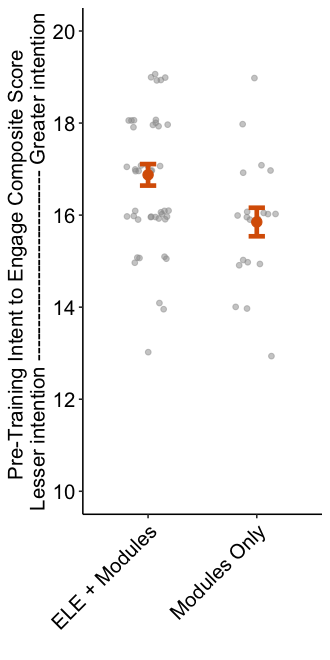 Pre-Training Intent to Engage Composite Score
Lesser intention ---------------------- Greater intention
20
18
16
14
12
10
ELE + Modules
Modules Only